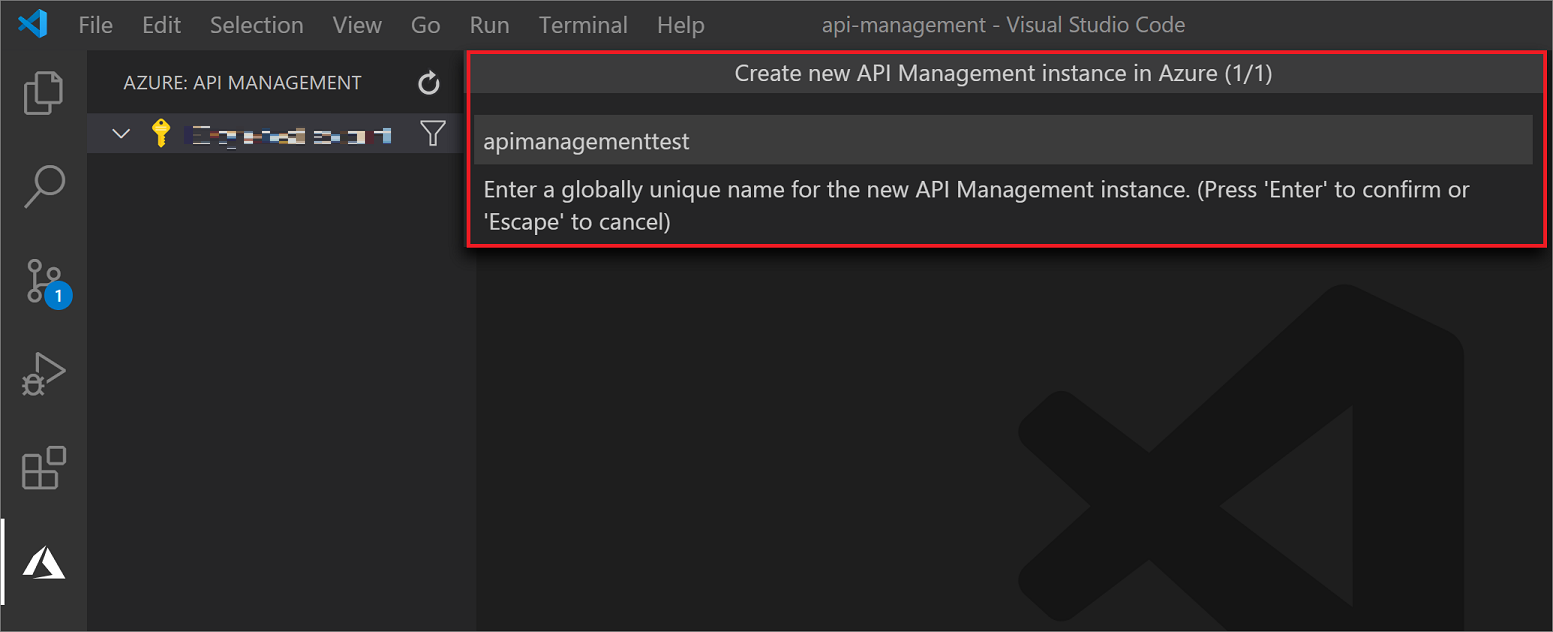 File Edit Selection View Go Run Terminal Help api-management - Visual Studio Code
AZURE: API MANAGEMENT
Create new API Management instance in Azure (1/1)
apimanagementtest
Enter a globally unique name for the new API Management instance. (Press 'Enter' to confirm or
'Escape' to cancel)
1